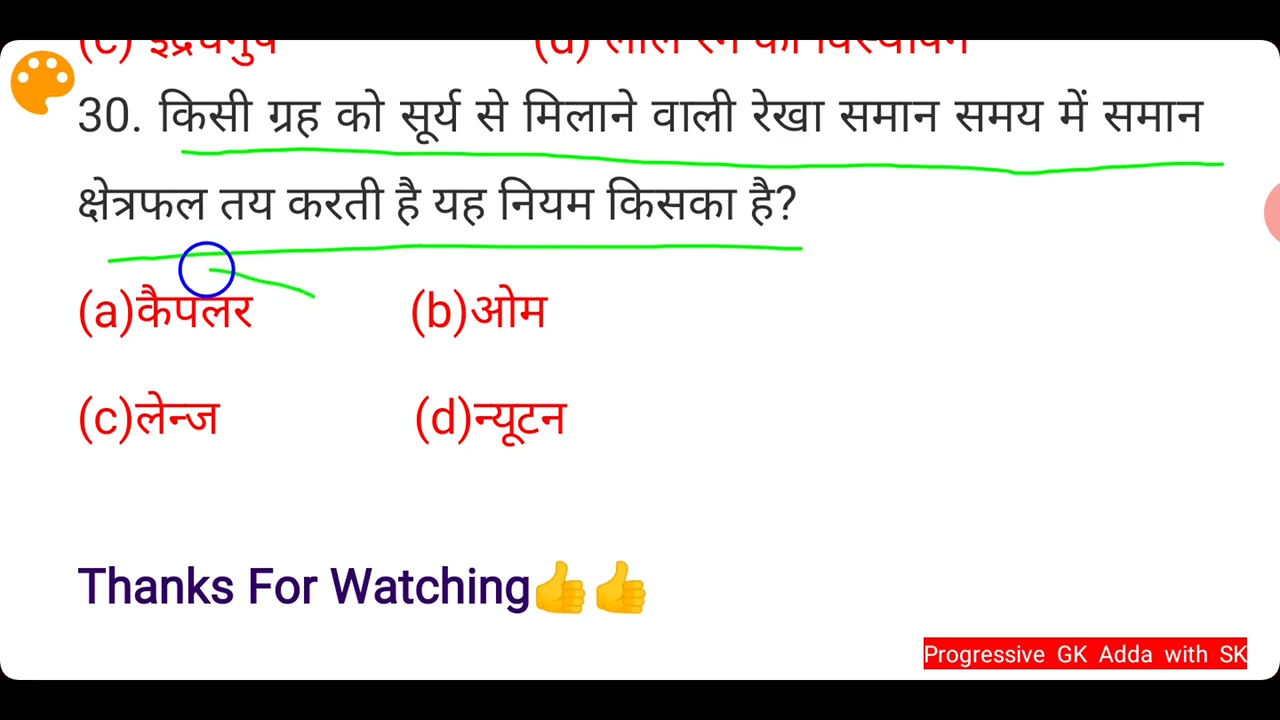 30. किसी ग्रह को सूर्य से मिलाने वाली रेखा समान समय में समान
क्षेत्रफल तय करती है यह नियम किसका है?
(a)कैपलर (b)ओम
(c)लेन्ज (d)न्यूटन
Thanks For Watching👍👍
Progressive GK Adda with SK